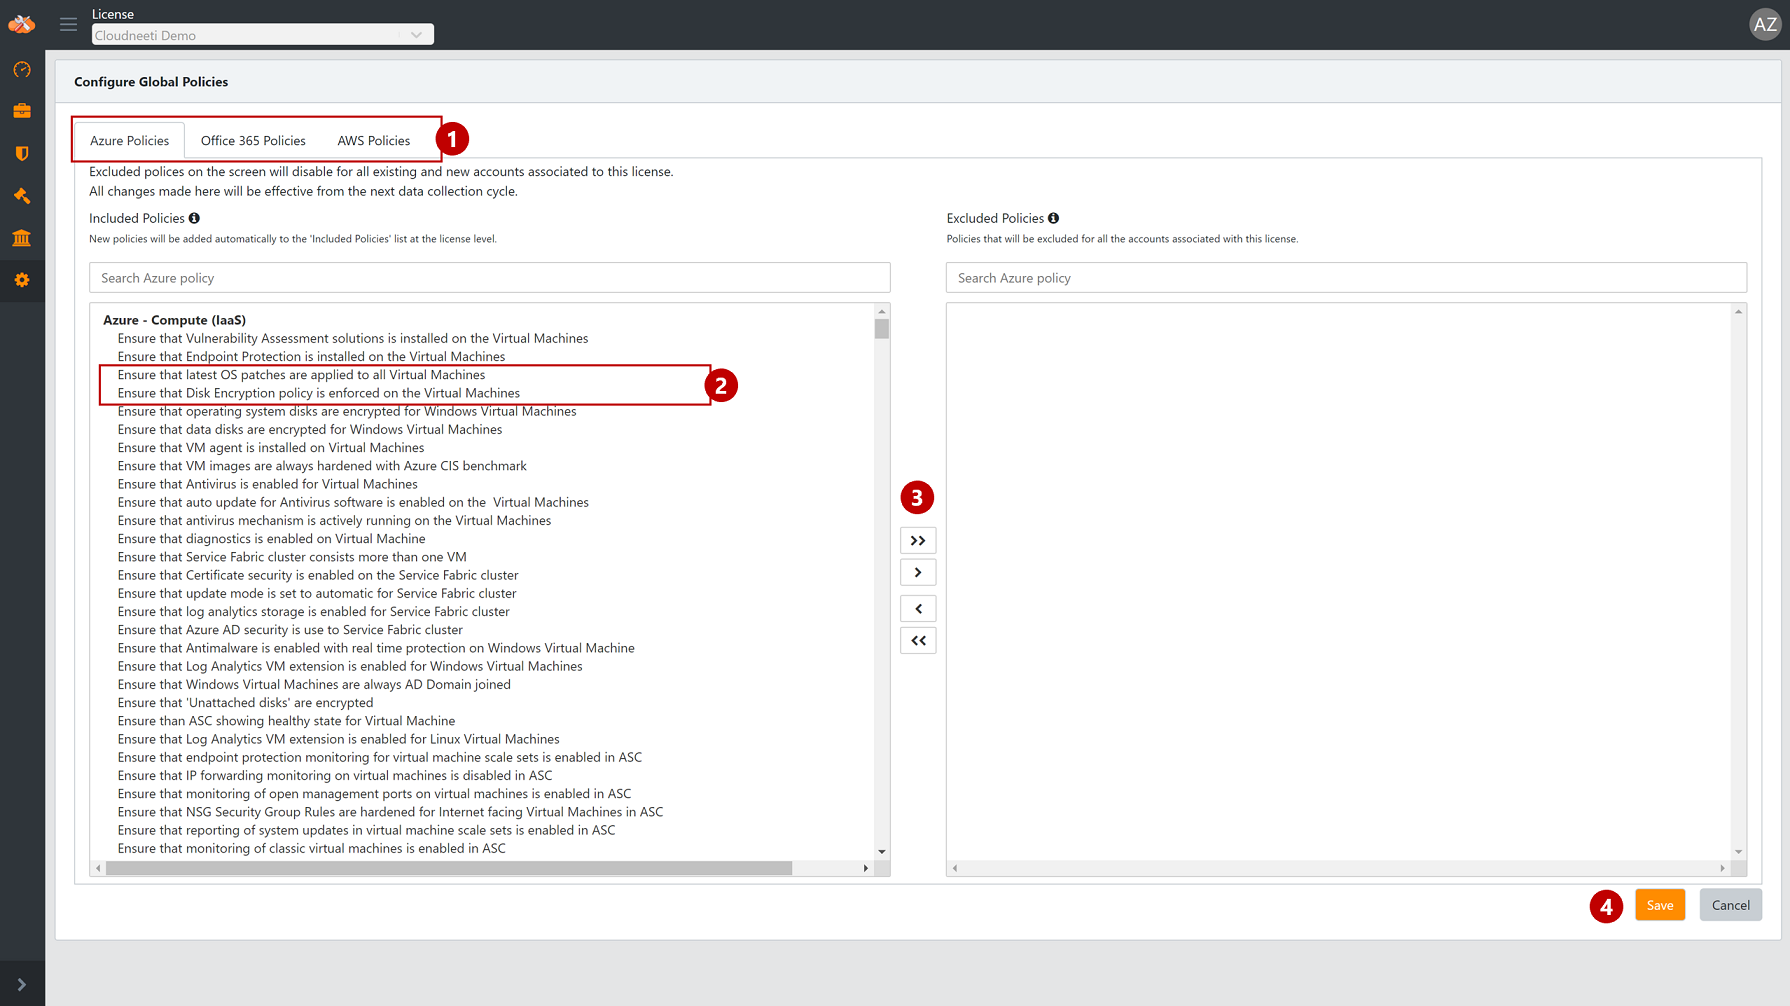 License
Cloudneeti Demo
AZ
Configure Global Policies
Azure Policies
Office 365 Policies
AWS Policies
1
Excluded polices on the screen will disable for all existing and new accounts associated to this license.
All changes made here will be effective from the next data collection cycle.
Included Policies
New policies will be added automatically to the 'Included Policies' list at the license level.
Search Azure policy
Azure - Compute (IaaS)
Ensure that Vulnerability Assessment solutions is installed on the Virtual Machines
Ensure that Endpoint Protection is installed on the Virtual Machines
Ensure that latest OS patches are applied to all Virtual Machines
Ensure that Disk Encryption policy is enforced on the Virtual Machines
2
Ensure that operating system disks are encrypted for Windows Virtual Machines
Ensure that data disks are encrypted for Windows Virtual Machines
Ensure that VM agent is installed on Virtual Machines
Ensure that VM images are always hardened with Azure CIS benchmark
Ensure that Antivirus is enabled for Virtual Machines
Ensure that auto update for Antivirus software is enabled on the  Virtual Machines
Ensure that antivirus mechanism is actively running on the Virtual Machines
Ensure that diagnostics is enabled on Virtual Machine
Ensure that Service Fabric cluster consists more than one VM
Ensure that Certificate security is enabled on the Service Fabric cluster
Ensure that update mode is set to automatic for Service Fabric cluster
Ensure that log analytics storage is enabled for Service Fabric cluster
Ensure that Azure AD security is use to Service Fabric cluster
Ensure that Antimalware is enabled with real time protection on Windows Virtual Machine
Ensure that Log Analytics VM extension is enabled for Windows Virtual Machines
Ensure that Windows Virtual Machines are always AD Domain joined
Ensure that 'Unattached disks' are encrypted
Ensure than ASC showing healthy state for Virtual Machine
Ensure that Log Analytics VM extension is enabled for Linux Virtual Machines
Ensure that endpoint protection monitoring for virtual machine scale sets is enabled in ASC
Ensure that IP forwarding monitoring on virtual machines is disabled in ASC
Ensure that monitoring of open management ports on virtual machines is enabled in ASC
Ensure that NSG Security Group Rules are hardened for Internet facing Virtual Machines in ASC
Ensure that reporting of system updates in virtual machine scale sets is enabled in ASC
Ensure that monitoring of classic virtual machines is enabled in ASC
3
>>
>
<
<<
Excluded Policies
Policies that will be excluded for all the accounts associated with this license.
Search Azure policy
4
Save
Cancel